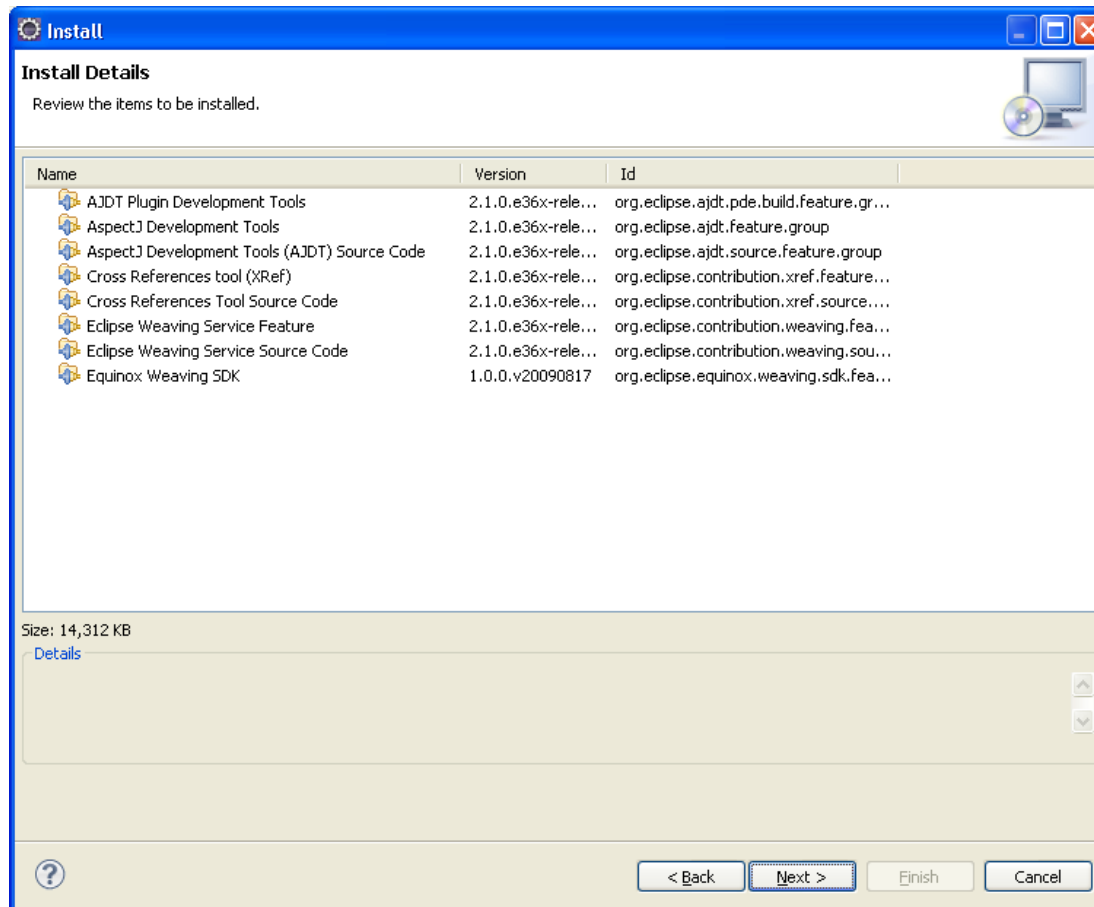 Install
Install Details
Review the items to be installed.
Name Version Id
AJDT Plugin Development Tools 2.1.0.e36x-rele... org.eclipse.ajdt.pde.build.feature.gr...
AspectJ Development Tools 2.1.0.e36x-rele... org.eclipse.ajdt.feature.group
AspectJ Development Tools (AJDT) Source Code 2.1.0.e36x-rele... org.eclipse.ajdt.source.feature.group
Cross References tool (XRef) 2.1.0.e36x-rele... org.eclipse.contribution.xref.feature...
Cross References Tool Source Code 2.1.0.e36x-rele... org.eclipse.contribution.xref.source....
Eclipse Weaving Service Feature 2.1.0.e36x-rele... org.eclipse.contribution.weaving.fea...
Eclipse Weaving Service Source Code 2.1.0.e36x-rele... org.eclipse.contribution.weaving.sou...
Equinox Weaving SDK 1.0.0.v20090817 org.eclipse.equinox.weaving.sdk.fea...
Size: 14,312 KB
Details
? < Back Next > Finish Cancel